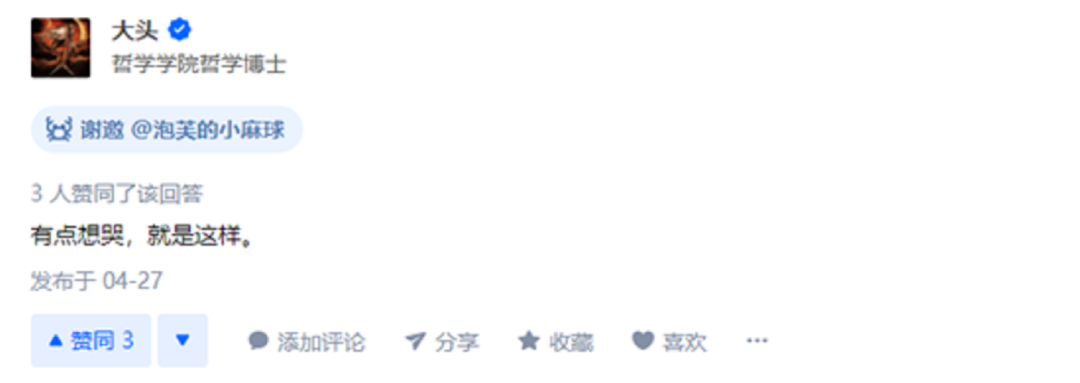 大头
哲学学院哲学博士
谢邀 @泡芙的小麻球
3 人赞同了该回答
有点想哭，就是这样。
发布于 04-27
赞同 3 添加评论 分享 收藏 喜欢 ···